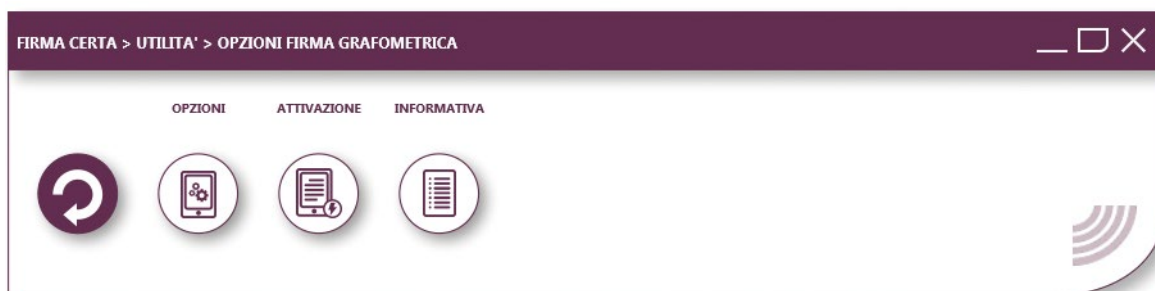 FIRMA CERTA > UTILITA' > OPZIONI FIRMA GRAFOMETRICA
OPZIONI ATTIVAZIONE INFORMATIVA